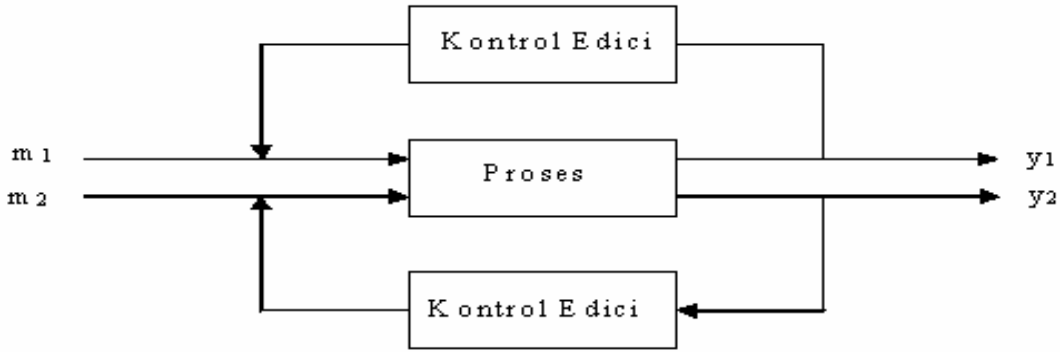 Kontrol Edici
m1
y1
Proses
m2
y2
Kontrol Edici